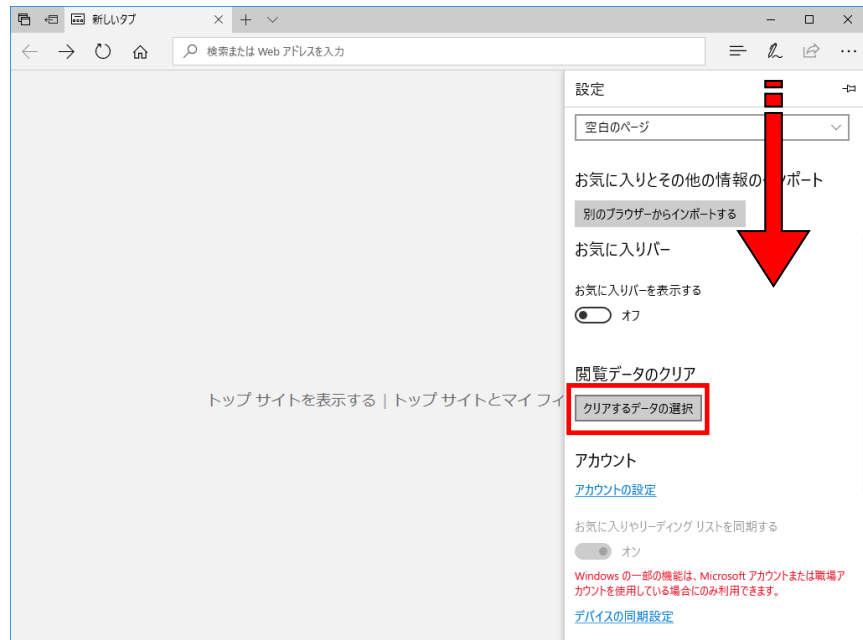 新しいタブ
検索または Web アドレスを入力
設定
空白のページ
お気に入りとその他の情報の ンポート
別のブラウザーからインポートする
お気に入りバー
お気に入りバーを表示する
オフ
閲覧データのクリア
トップ サイトを表示する | トップ サイトとマイ フィ
クリアするデータの選択
アカウント
アカウントの設定
お気に入りやリーディング リストを同期する
オン
Windows の一部の機能は、Microsoft アカウントまたは職場ア
カウントを使用している場合にのみ利用できます。
デバイスの同期設定